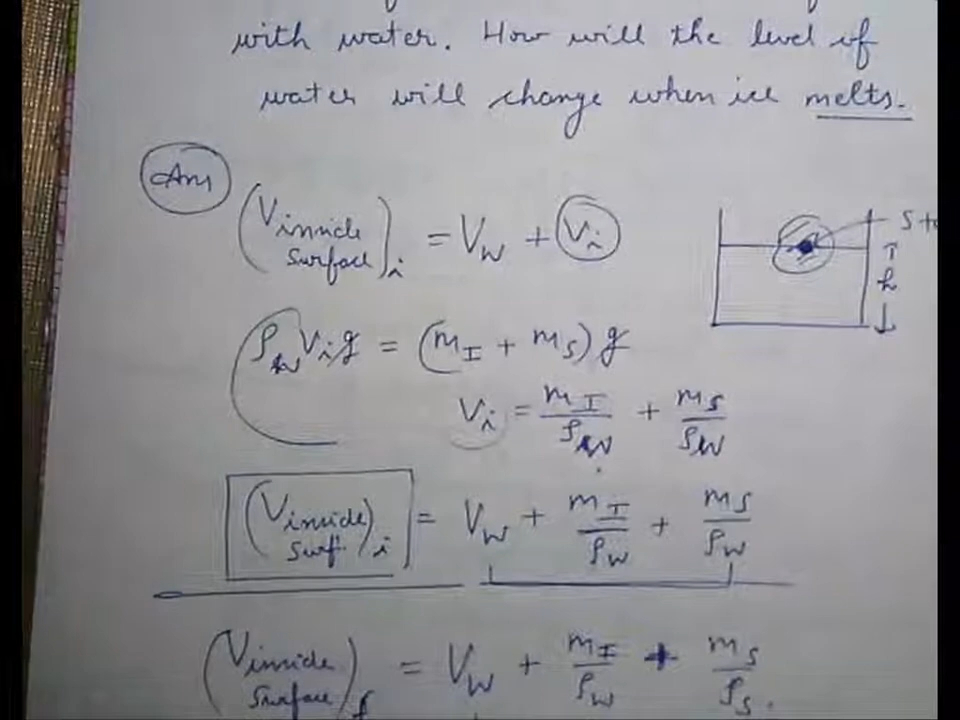 with water. How will the level of
water will change when ice melts.
Ans
(V inside surface)i = Vw + Vi
h
ρw Vi g = (mI + mS) g
Vi = mI/ρw + mS/ρw
(V inside surf.)i = Vw + mI/ρw + mS/ρw
(V inside surface)f = Vw + mI/ρw + mS/ρs.